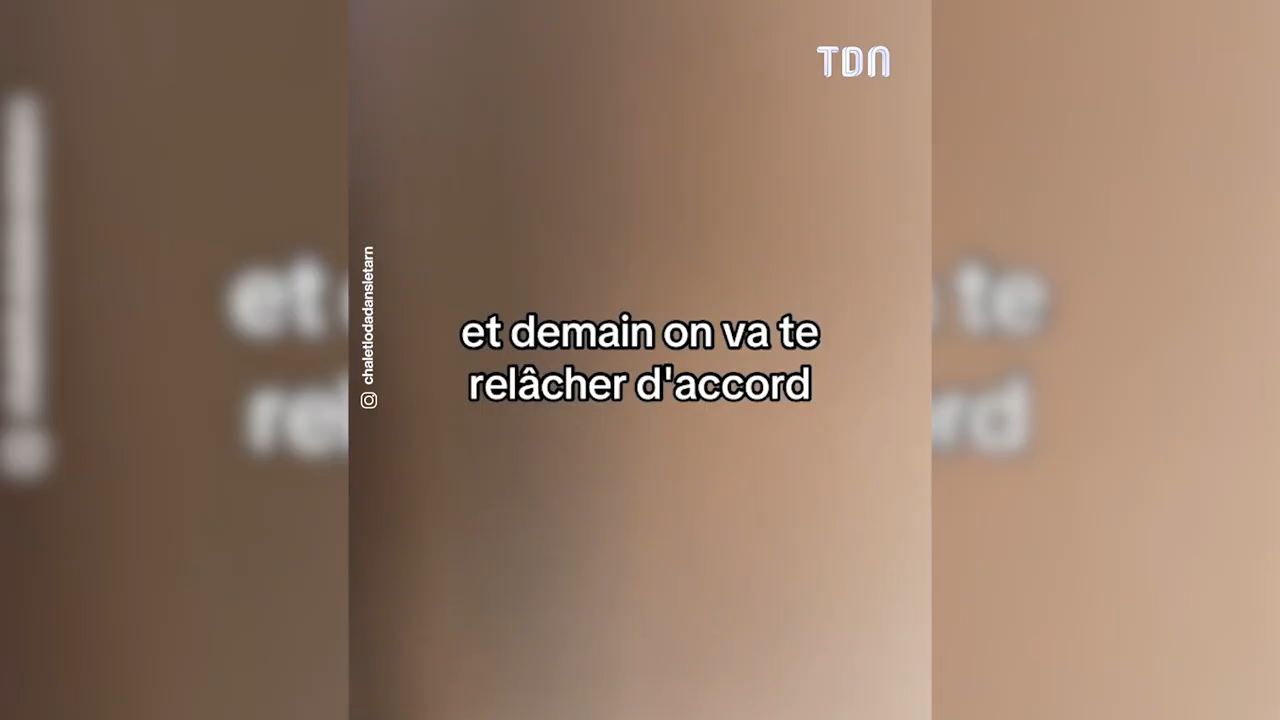 TDN
chaletlodadansletarn
et demain on va te
relâcher d'accord